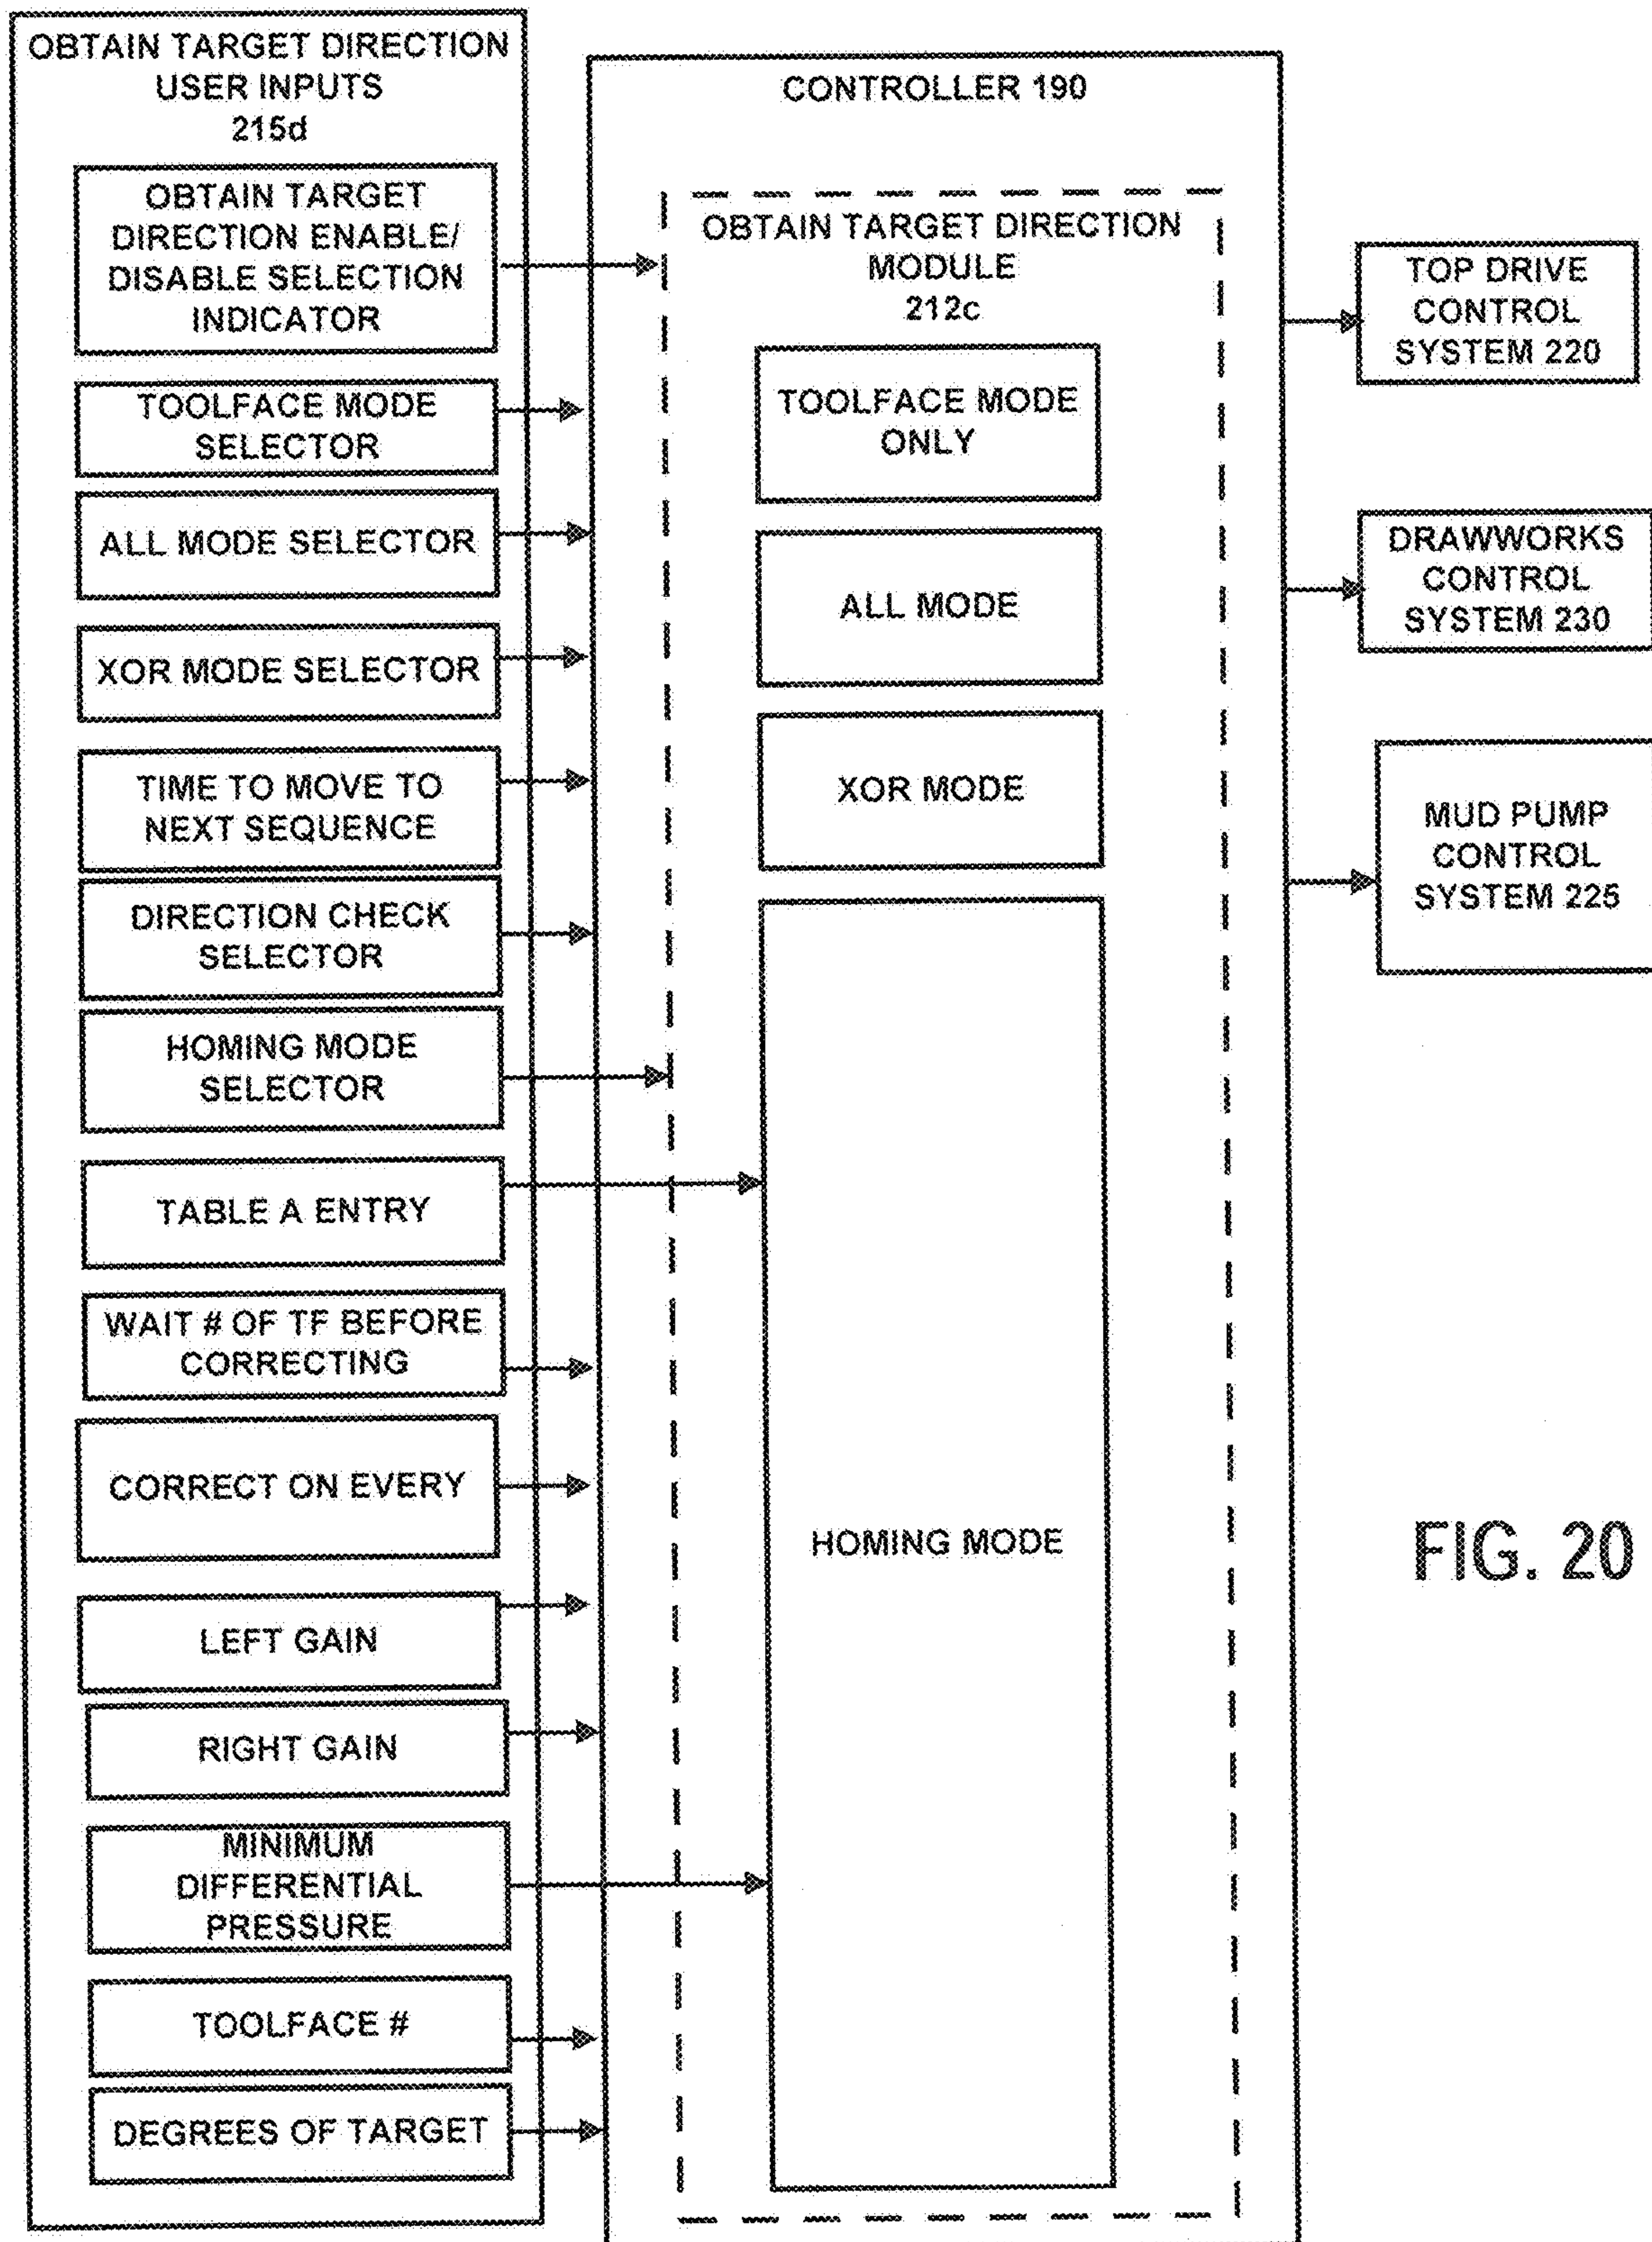 OBTAIN TARGET DIRECTION
USER INPUTS
215d
OBTAIN TARGET
DIRECTION ENABLE/
DISABLE SELECTION
INDICATOR
TOOLFACE MODE
SELECTOR
ALL MODE SELECTOR
XOR MODE SELECTOR
TIME TO MOVE TO
NEXT SEQUENCE
DIRECTION CHECK
SELECTOR
HOMING MODE
SELECTOR
TABLE A ENTRY
WAIT # OF TF BEFORE
CORRECTING
CORRECT ON EVERY
LEFT GAIN
RIGHT GAIN
MINIMUM
DIFFERENTIAL
PRESSURE
TOOLFACE #
DEGREES OF TARGET
CONTROLLER 190
OBTAIN TARGET DIRECTION
MODULE
212c
TOOLFACE MODE
ONLY
ALL MODE
XOR MODE
HOMING MODE
TOP DRIVE
CONTROL
SYSTEM 220
DRAWWORKS
CONTROL
SYSTEM 230
MUD PUMP
CONTROL
SYSTEM 225
FIG. 20